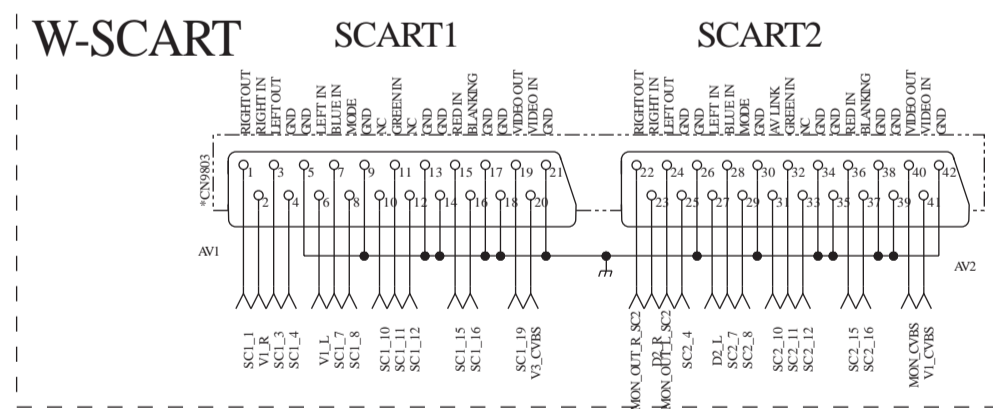 W-SCART
SCART1
SCART2
RIGHT OUT
RIGHT IN
LEFT OUT
GND
GND
LEFT IN
BLUE IN
MODE
GND
NC
GREEN IN
NC
GND
GND
RED IN
BLANKING
GND
GND
VIDEO OUT
VIDEO IN
GND
RIGHT OUT
RIGHT IN
LEFT OUT
GND
GND
LEFT IN
BLUE IN
MODE
GND
AV LINK
GREEN IN
NC
GND
GND
RED IN
BLANKING
GND
GND
VIDEO OUT
VIDEO IN
GND
*CN9803
1 3 5 7 9 11 13 15 17 19 21
22 24 26 28 30 32 34 36 38 40 42
2 4 6 8 10 12 14 16 18 20
23 25 27 29 31 33 35 37 39 41
AV1
AV2
SC1_1
V1_R
SC1_3
SC1_4
V1_L
SC1_7
SC1_8
SC1_10
SC1_11
SC1_12
SC1_15
SC1_16
SC1_19
V3_CVBS
MON_OUT_R_SC2
D2_R
MON_OUT_L_SC2
SC2_4
D2_L
SC2_7
SC2_8
SC2_10
SC2_11
SC2_12
SC2_15
SC2_16
MON_CVBS
V1_CVBS